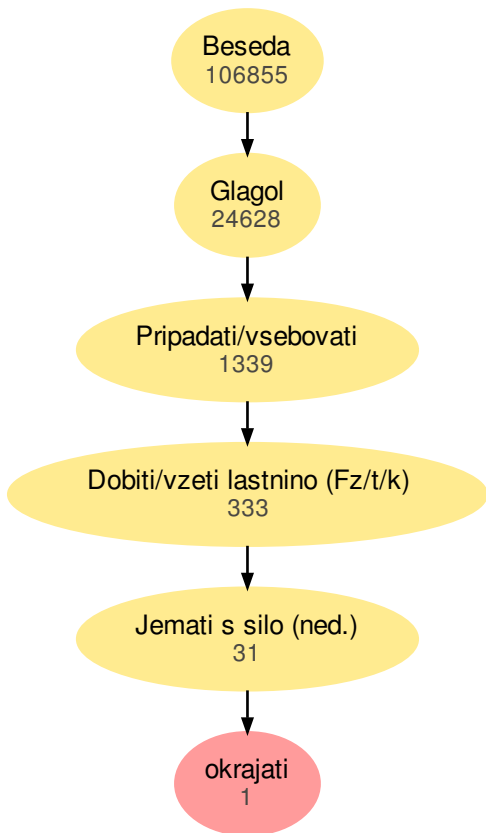 Beseda
106855
Glagol
24628
Pripadati/vsebovati
1339
Dobiti/vzeti lastnino (Fz/t/k)
333
Jemati s silo (ned.)
31
okrajati
1